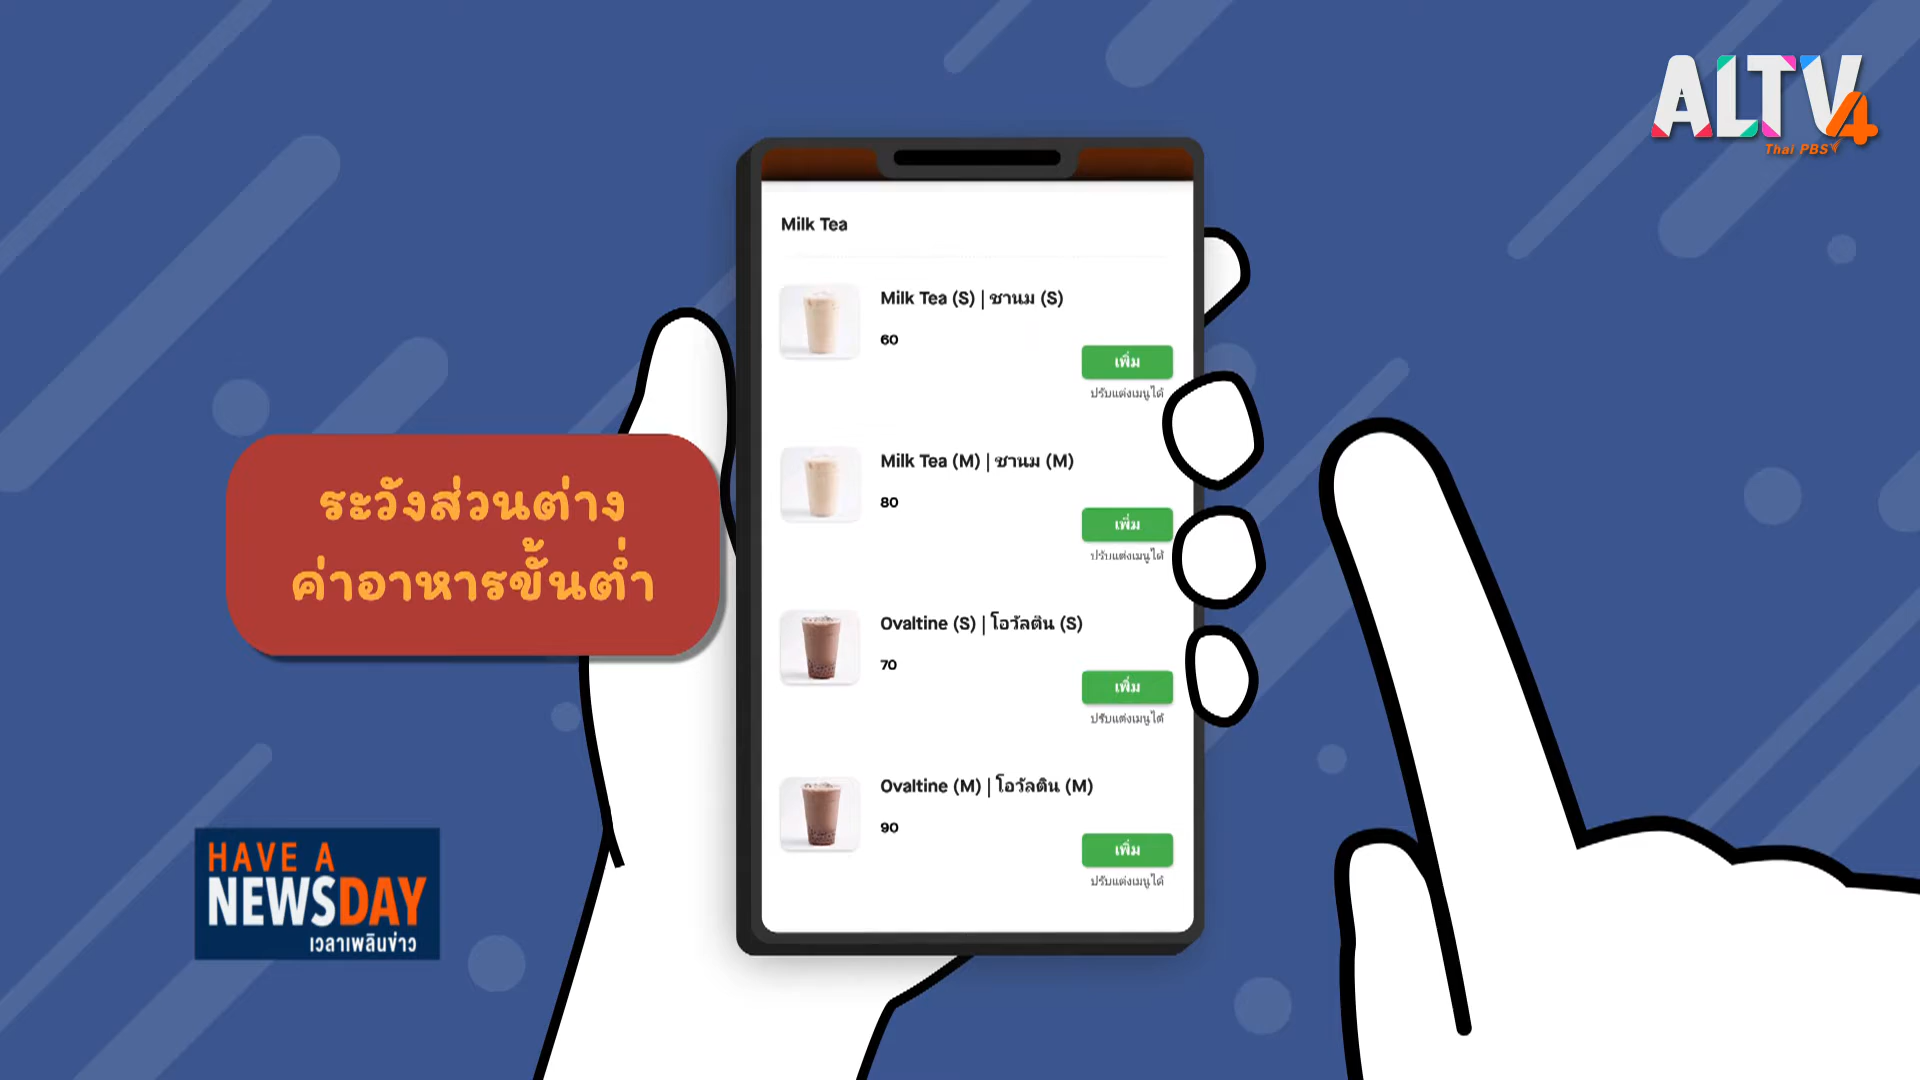 ALTV4
Thai PBS
Milk Tea
Milk Tea (S) | ชานม (S)
60
เพิ่ม
ปรับแต่งเมนูได้
Milk Tea (M) | ชานม (M)
80
เพิ่ม
ปรับแต่งเมนูได้
Ovaltine (S) | โอวัลติน (S)
70
เพิ่ม
ปรับแต่งเมนูได้
Ovaltine (M) | โอวัลติน (M)
90
เพิ่ม
ปรับแต่งเมนูได้
ระวังส่วนต่าง
ค่าอาหารขั้นต่ำ
HAVE A
NEWSDAY
เวลาเพลินข่าว